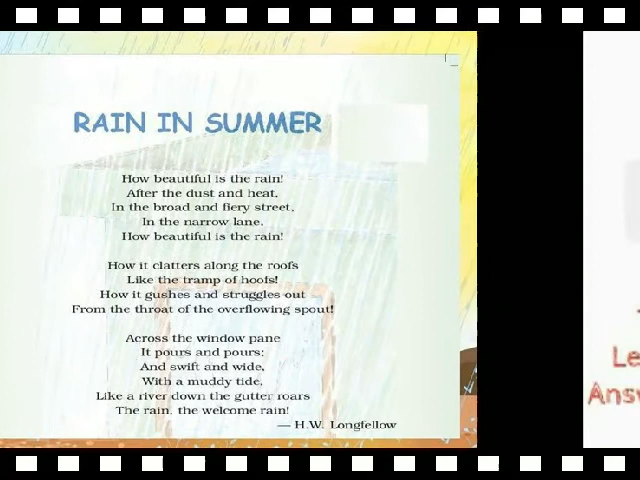 RAIN IN SUMMER
How beautiful is the rain!
After the dust and heat,
In the broad and fiery street,
In the narrow lane,
How beautiful is the rain!
How it clatters along the roofs
Like the tramp of hoofs!
How it gushes and struggles out
From the throat of the overflowing spout!
Across the window pane
It pours and pours;
And swift and wide,
With a muddy tide,
Like a river down the gutter roars
The rain, the welcome rain!
— H.W. Longfellow